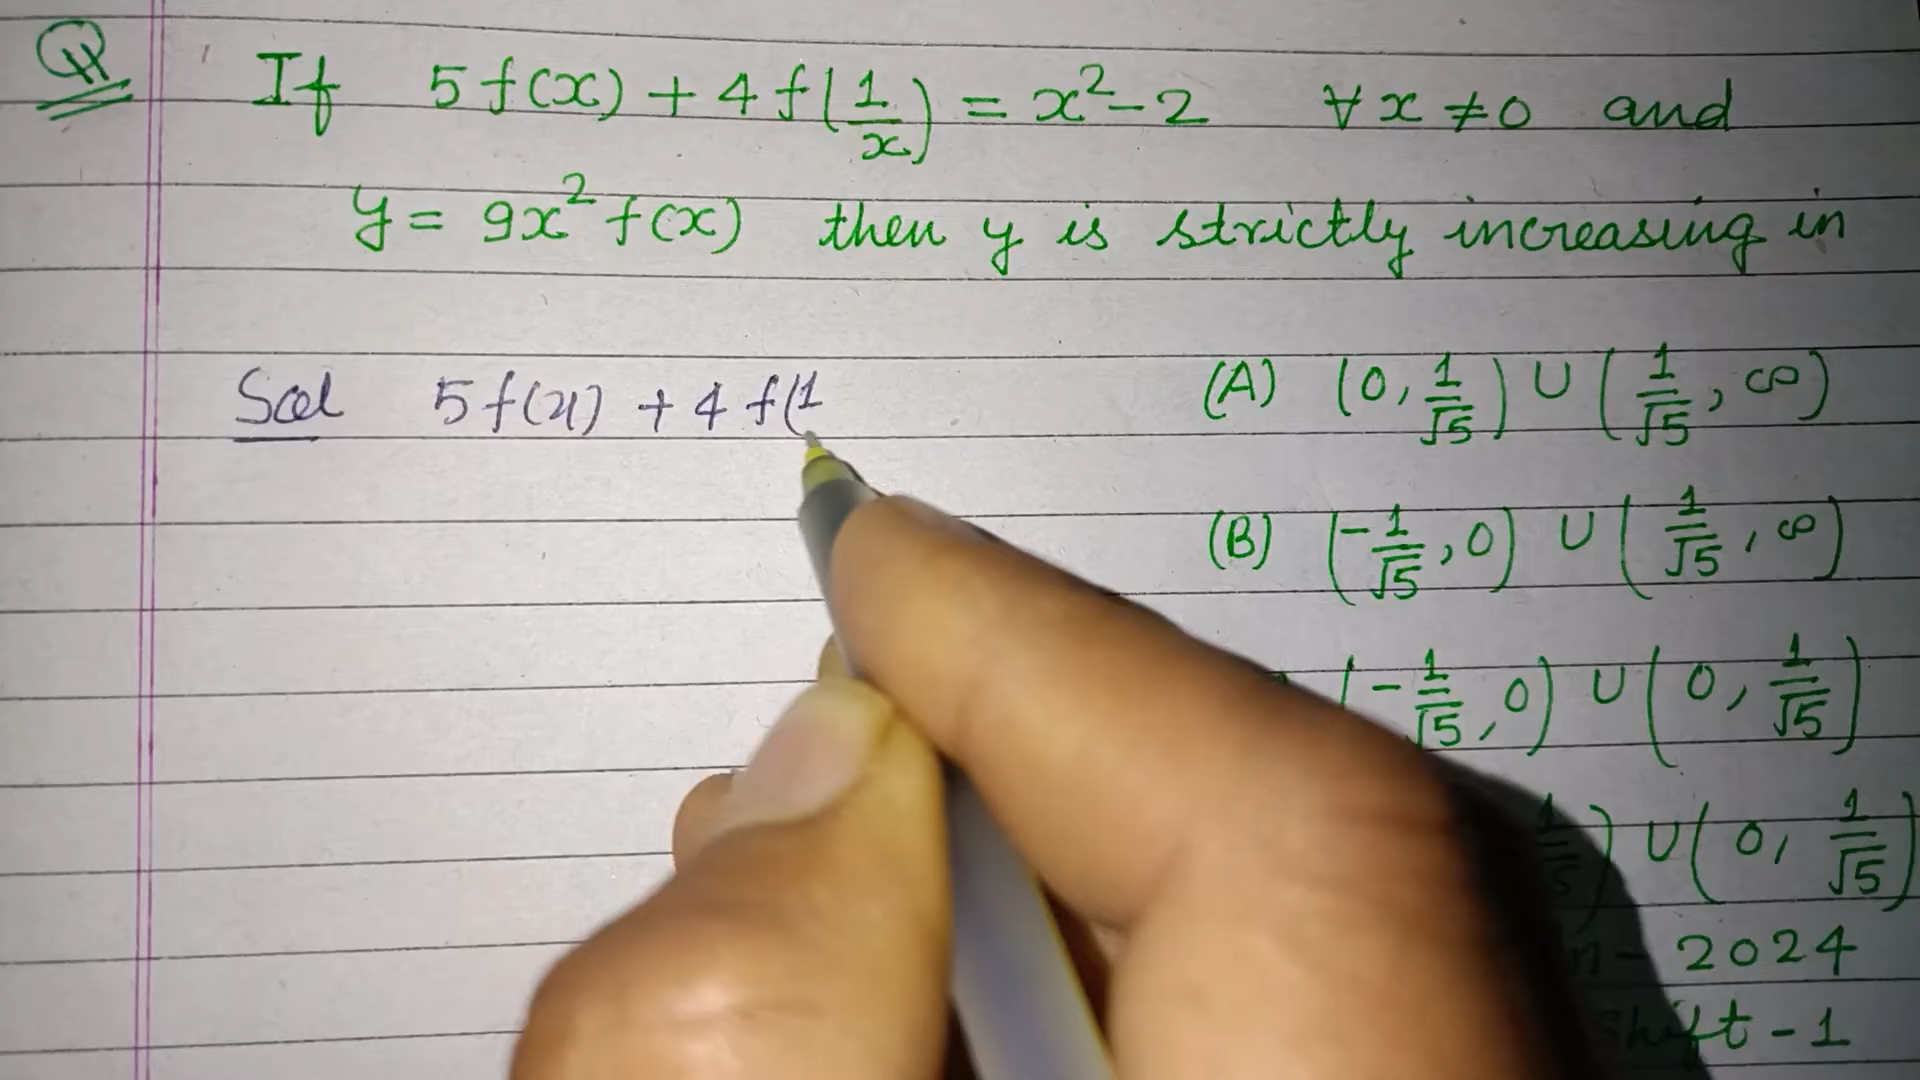 Q
If 5f(x) + 4f(1/x) = x² - 2 ∀ x ≠ 0 and
y = 9x² f(x) then y is strictly increasing in
Sol 5f(x) + 4f(1
(A) (0, 1/√5) ∪ (1/√5, ∞)
(B) (-1/√5, 0) ∪ (1/√5, ∞)
(-1/√5, 0) ∪ (0, 1/√5)
) ∪ (0, 1/√5)
- 2024
shift - 1